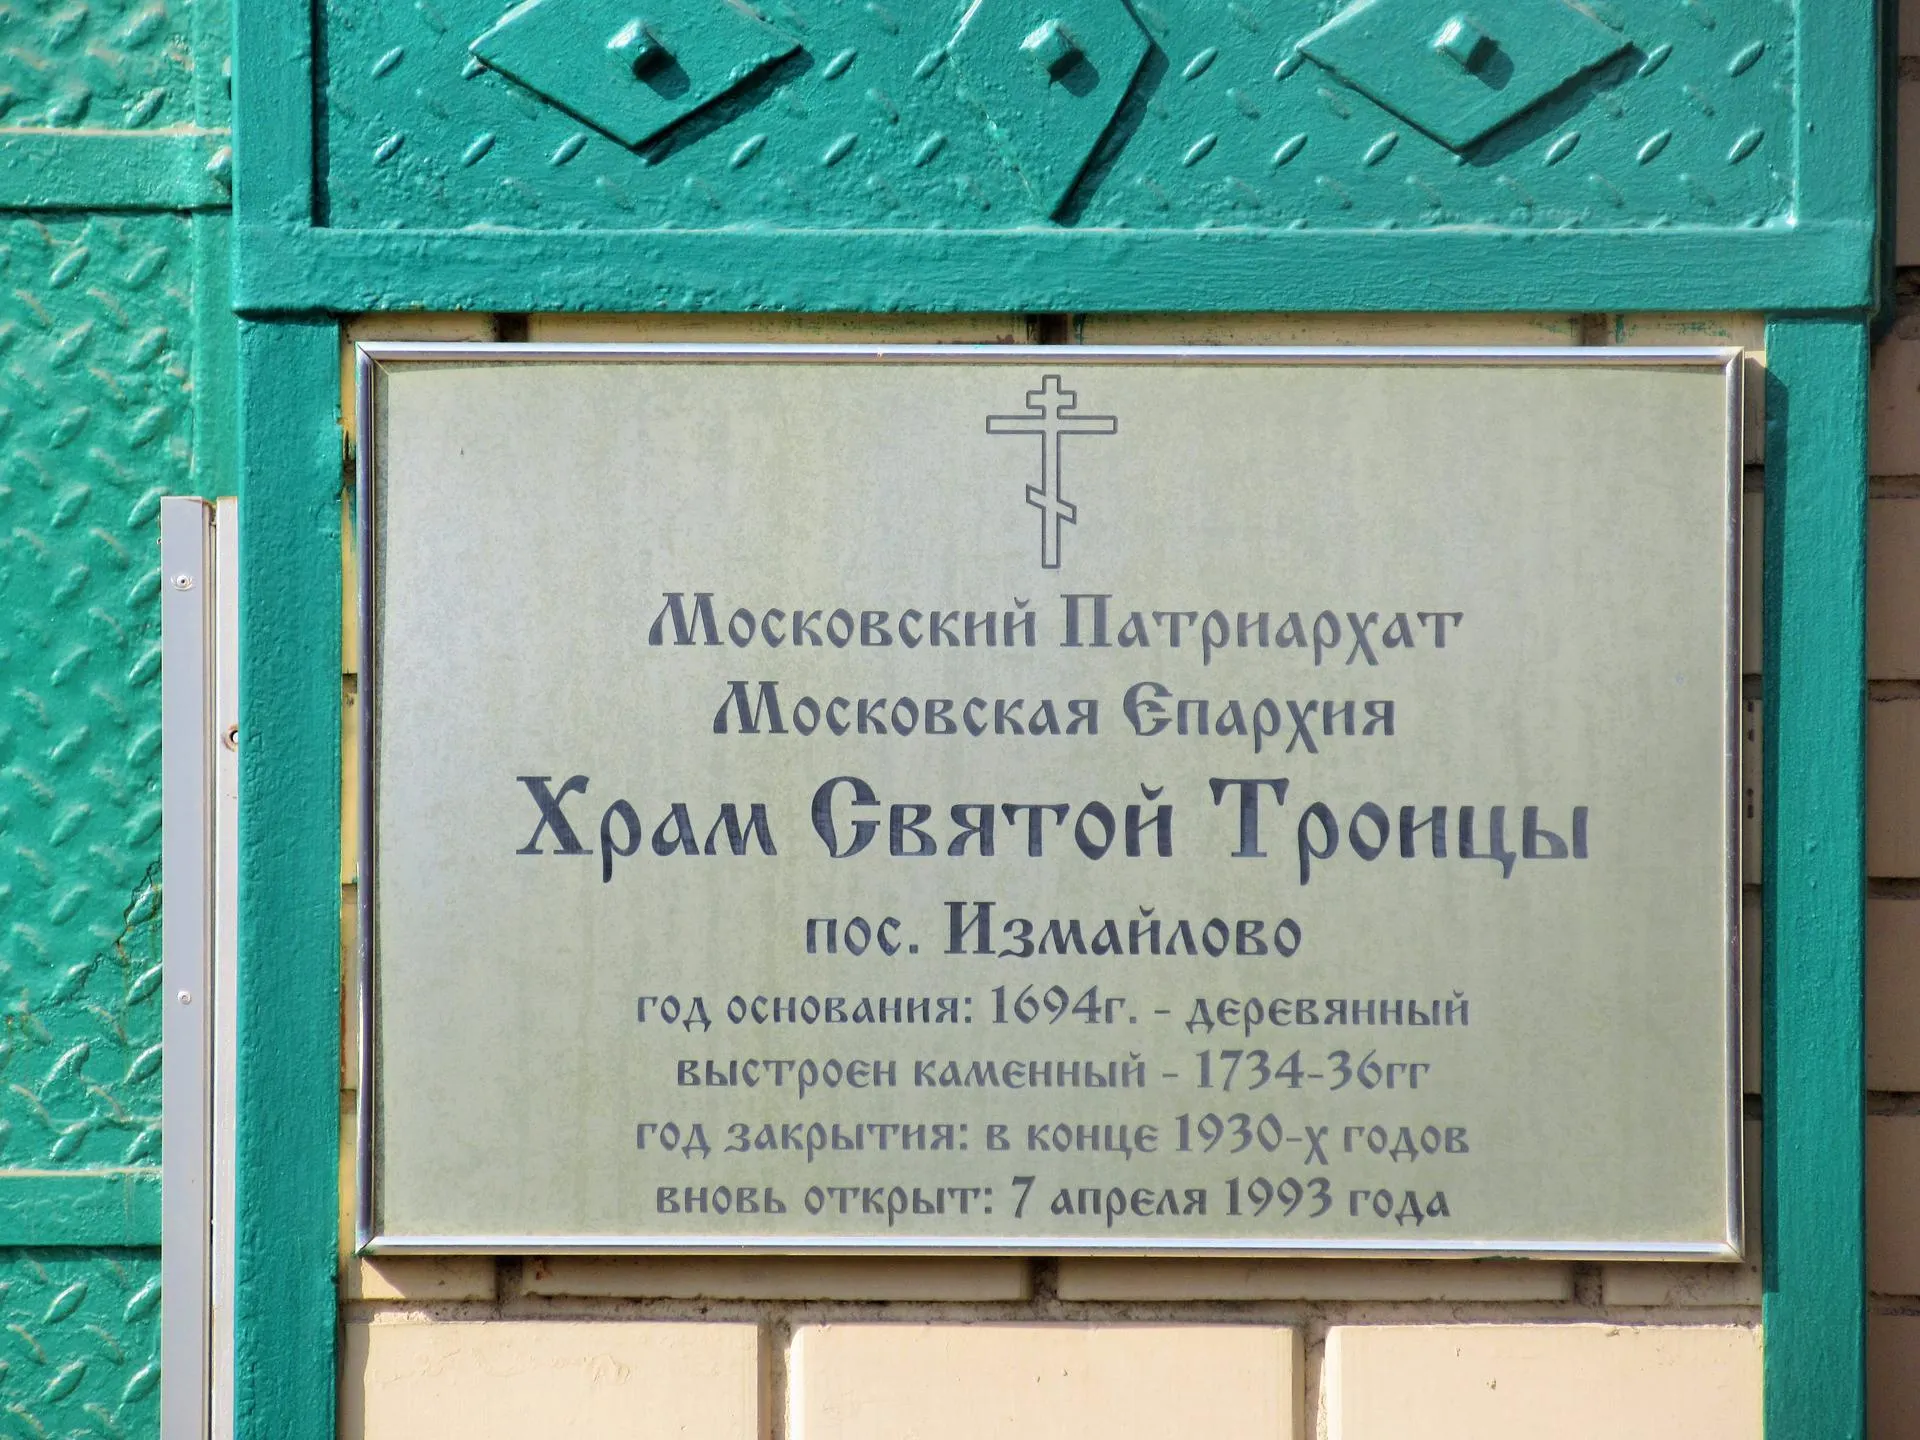 Московский Патриархат
Московская Епархия
Храм Святой Троицы
пос. Измайлово
год основания: 1694г. - деревянный
выстроен каменный - 1734-36гг
год закрытия: в конце 1930-х годов
вновь открыт: 7 апреля 1993 года